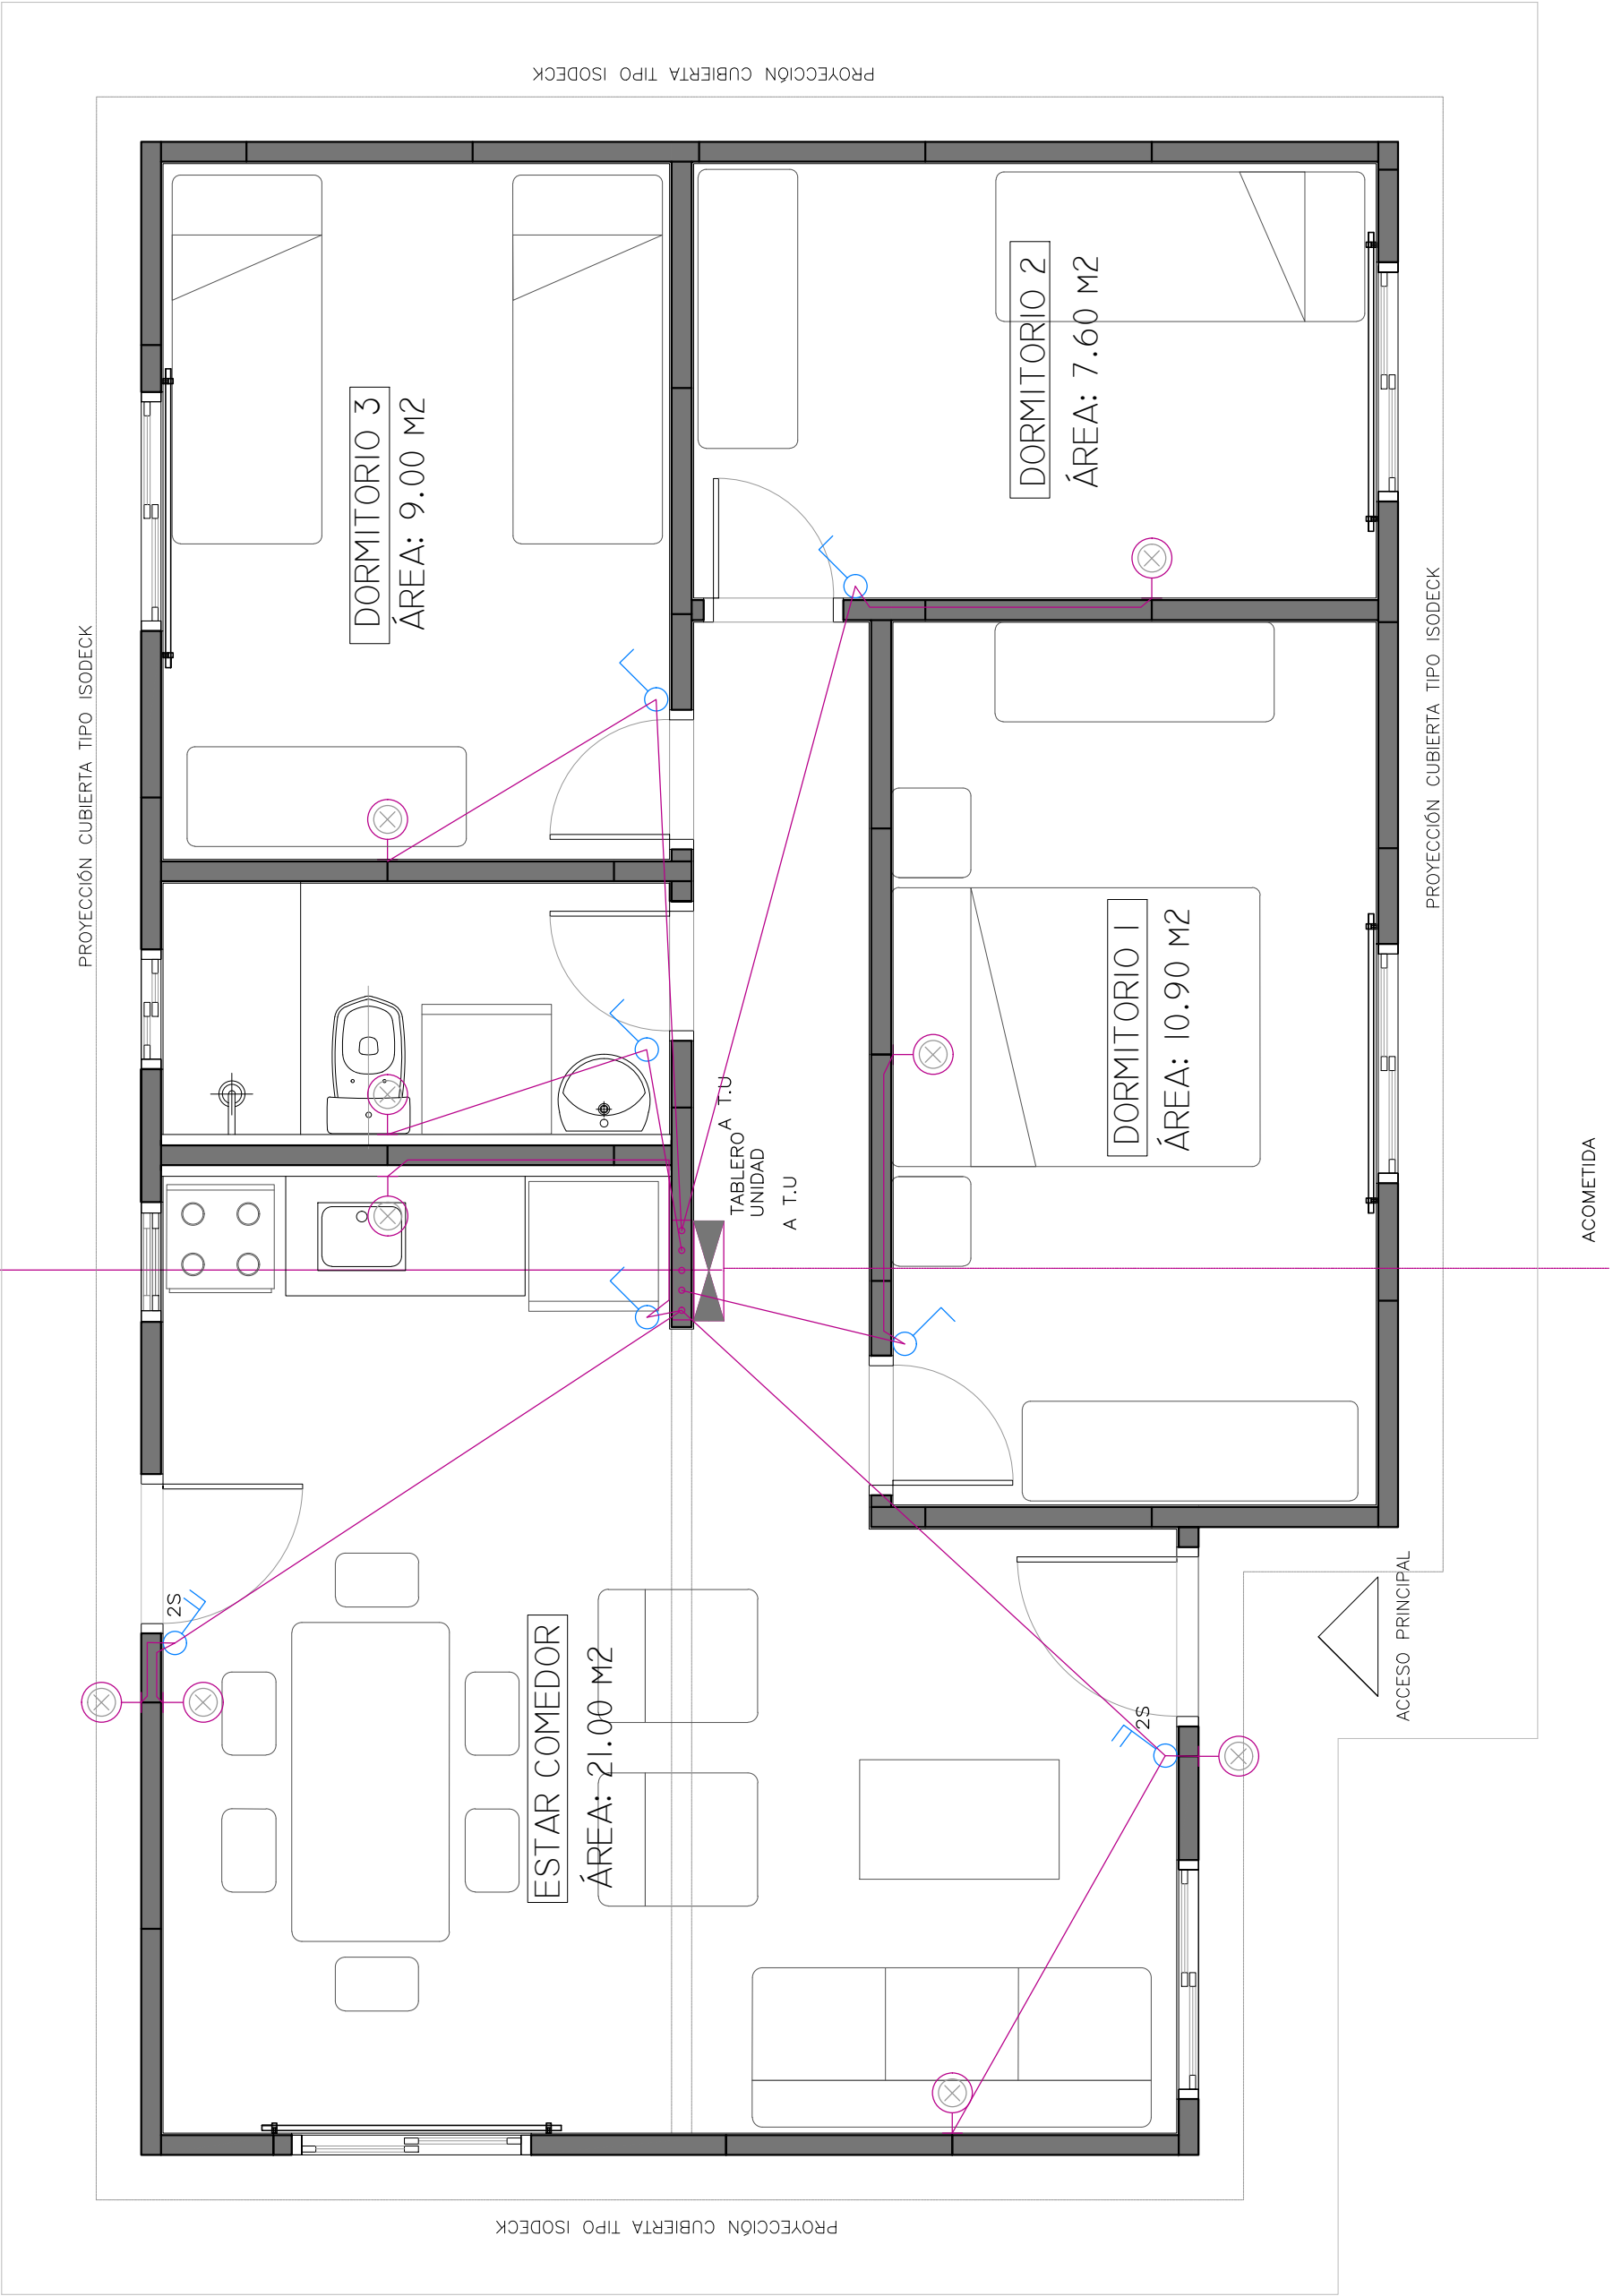 PROYECCIÓN CUBIERTA TIPO ISODECK
PROYECCIÓN CUBIERTA TIPO ISODECK
DORMITORIO 3
ÁREA: 9.00 M2
DORMITORIO 2
ÁREA: 7.60 M2
PROYECCIÓN CUBIERTA TIPO ISODECK
DORMITORIO 1
ÁREA: 10.90 M2
A T.U
TABLERO
UNIDAD
A T.U
ACOMETIDA
2S
ESTAR COMEDOR
ÁREA: 21.00 M2
2S
ACCESO PRINCIPAL
PROYECCIÓN CUBIERTA TIPO ISODECK